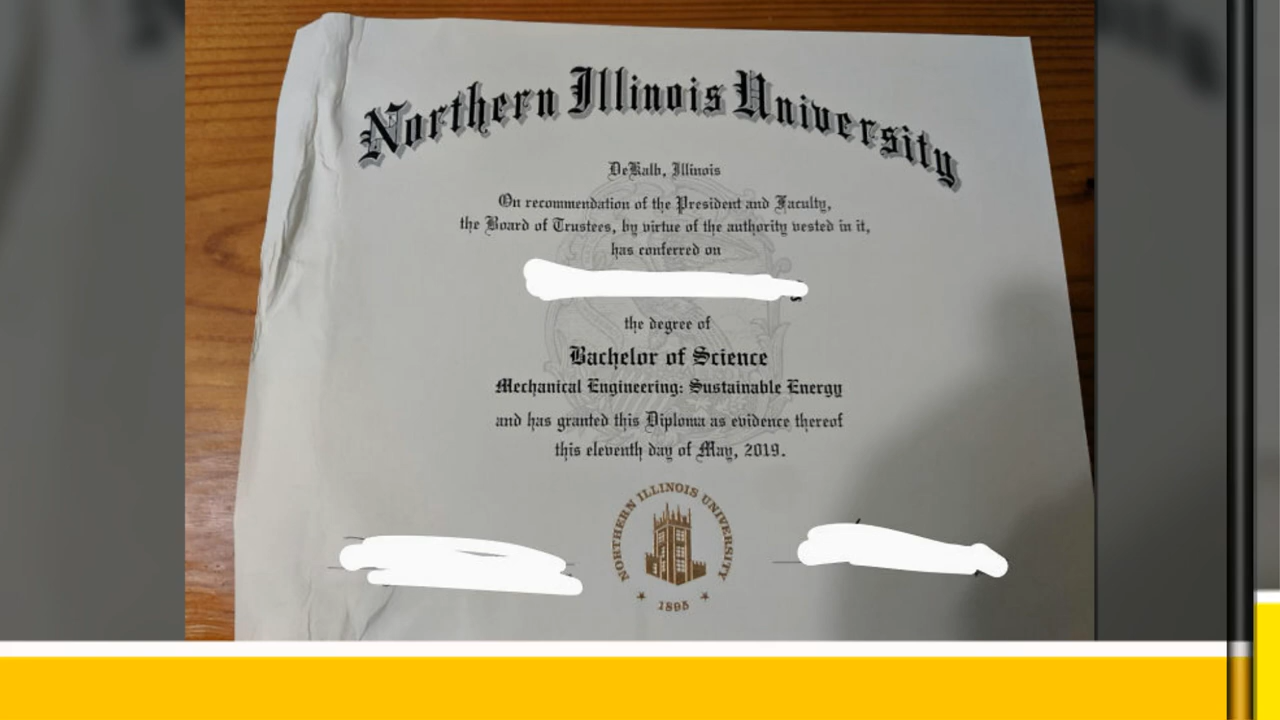 Northern Illinois University
DeKalb, Illinois
On recommendation of the President and Faculty,
the Board of Trustees, by virtue of the authority vested in it,
has conferred on
the degree of
Bachelor of Science
Mechanical Engineering: Sustainable Energy
and has granted this Diploma as evidence thereof
this eleventh day of May, 2019.
NORTHERN ILLINOIS UNIVERSITY
1895